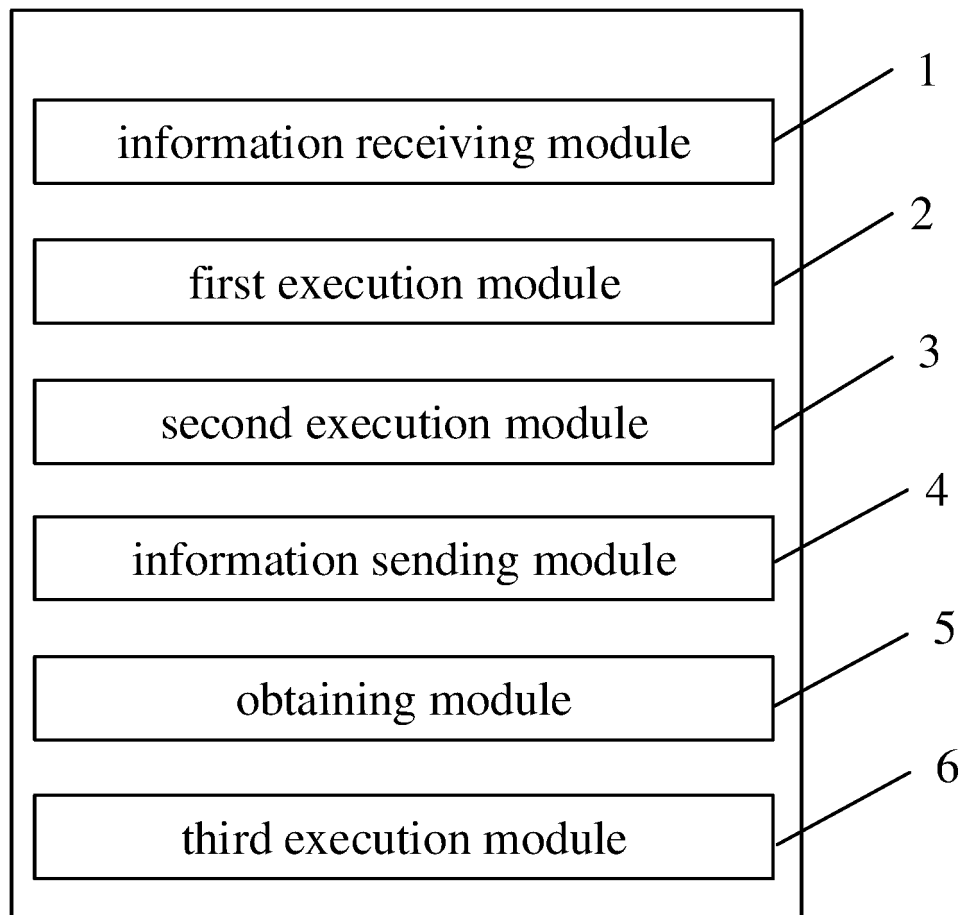 1
information receiving module
2
first execution module
3
second execution module
4
information sending module
5
obtaining module
6
third execution module